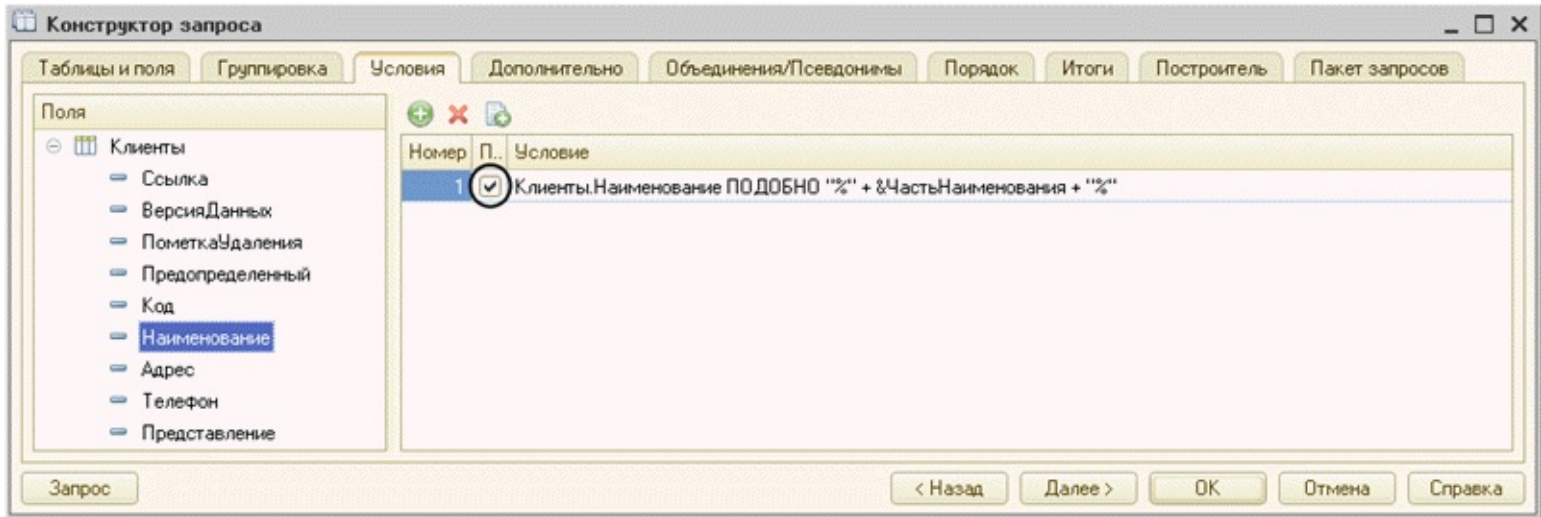 Конструктор запроса
Таблицы и поля Группировка Условия Дополнительно Объединения/Псевдонимы Порядок Итоги Построитель Пакет запросов
Поля
Клиенты
Ссылка
ВерсияДанных
ПометкаУдаления
Предопределенный
Код
Наименование
Адрес
Телефон
Представление
Номер П.. Условие
1 Клиенты.Наименование ПОДОБНО "%" + &ЧастьНаименования + "%"
Запрос < Назад Далее > OK Отмена Справка